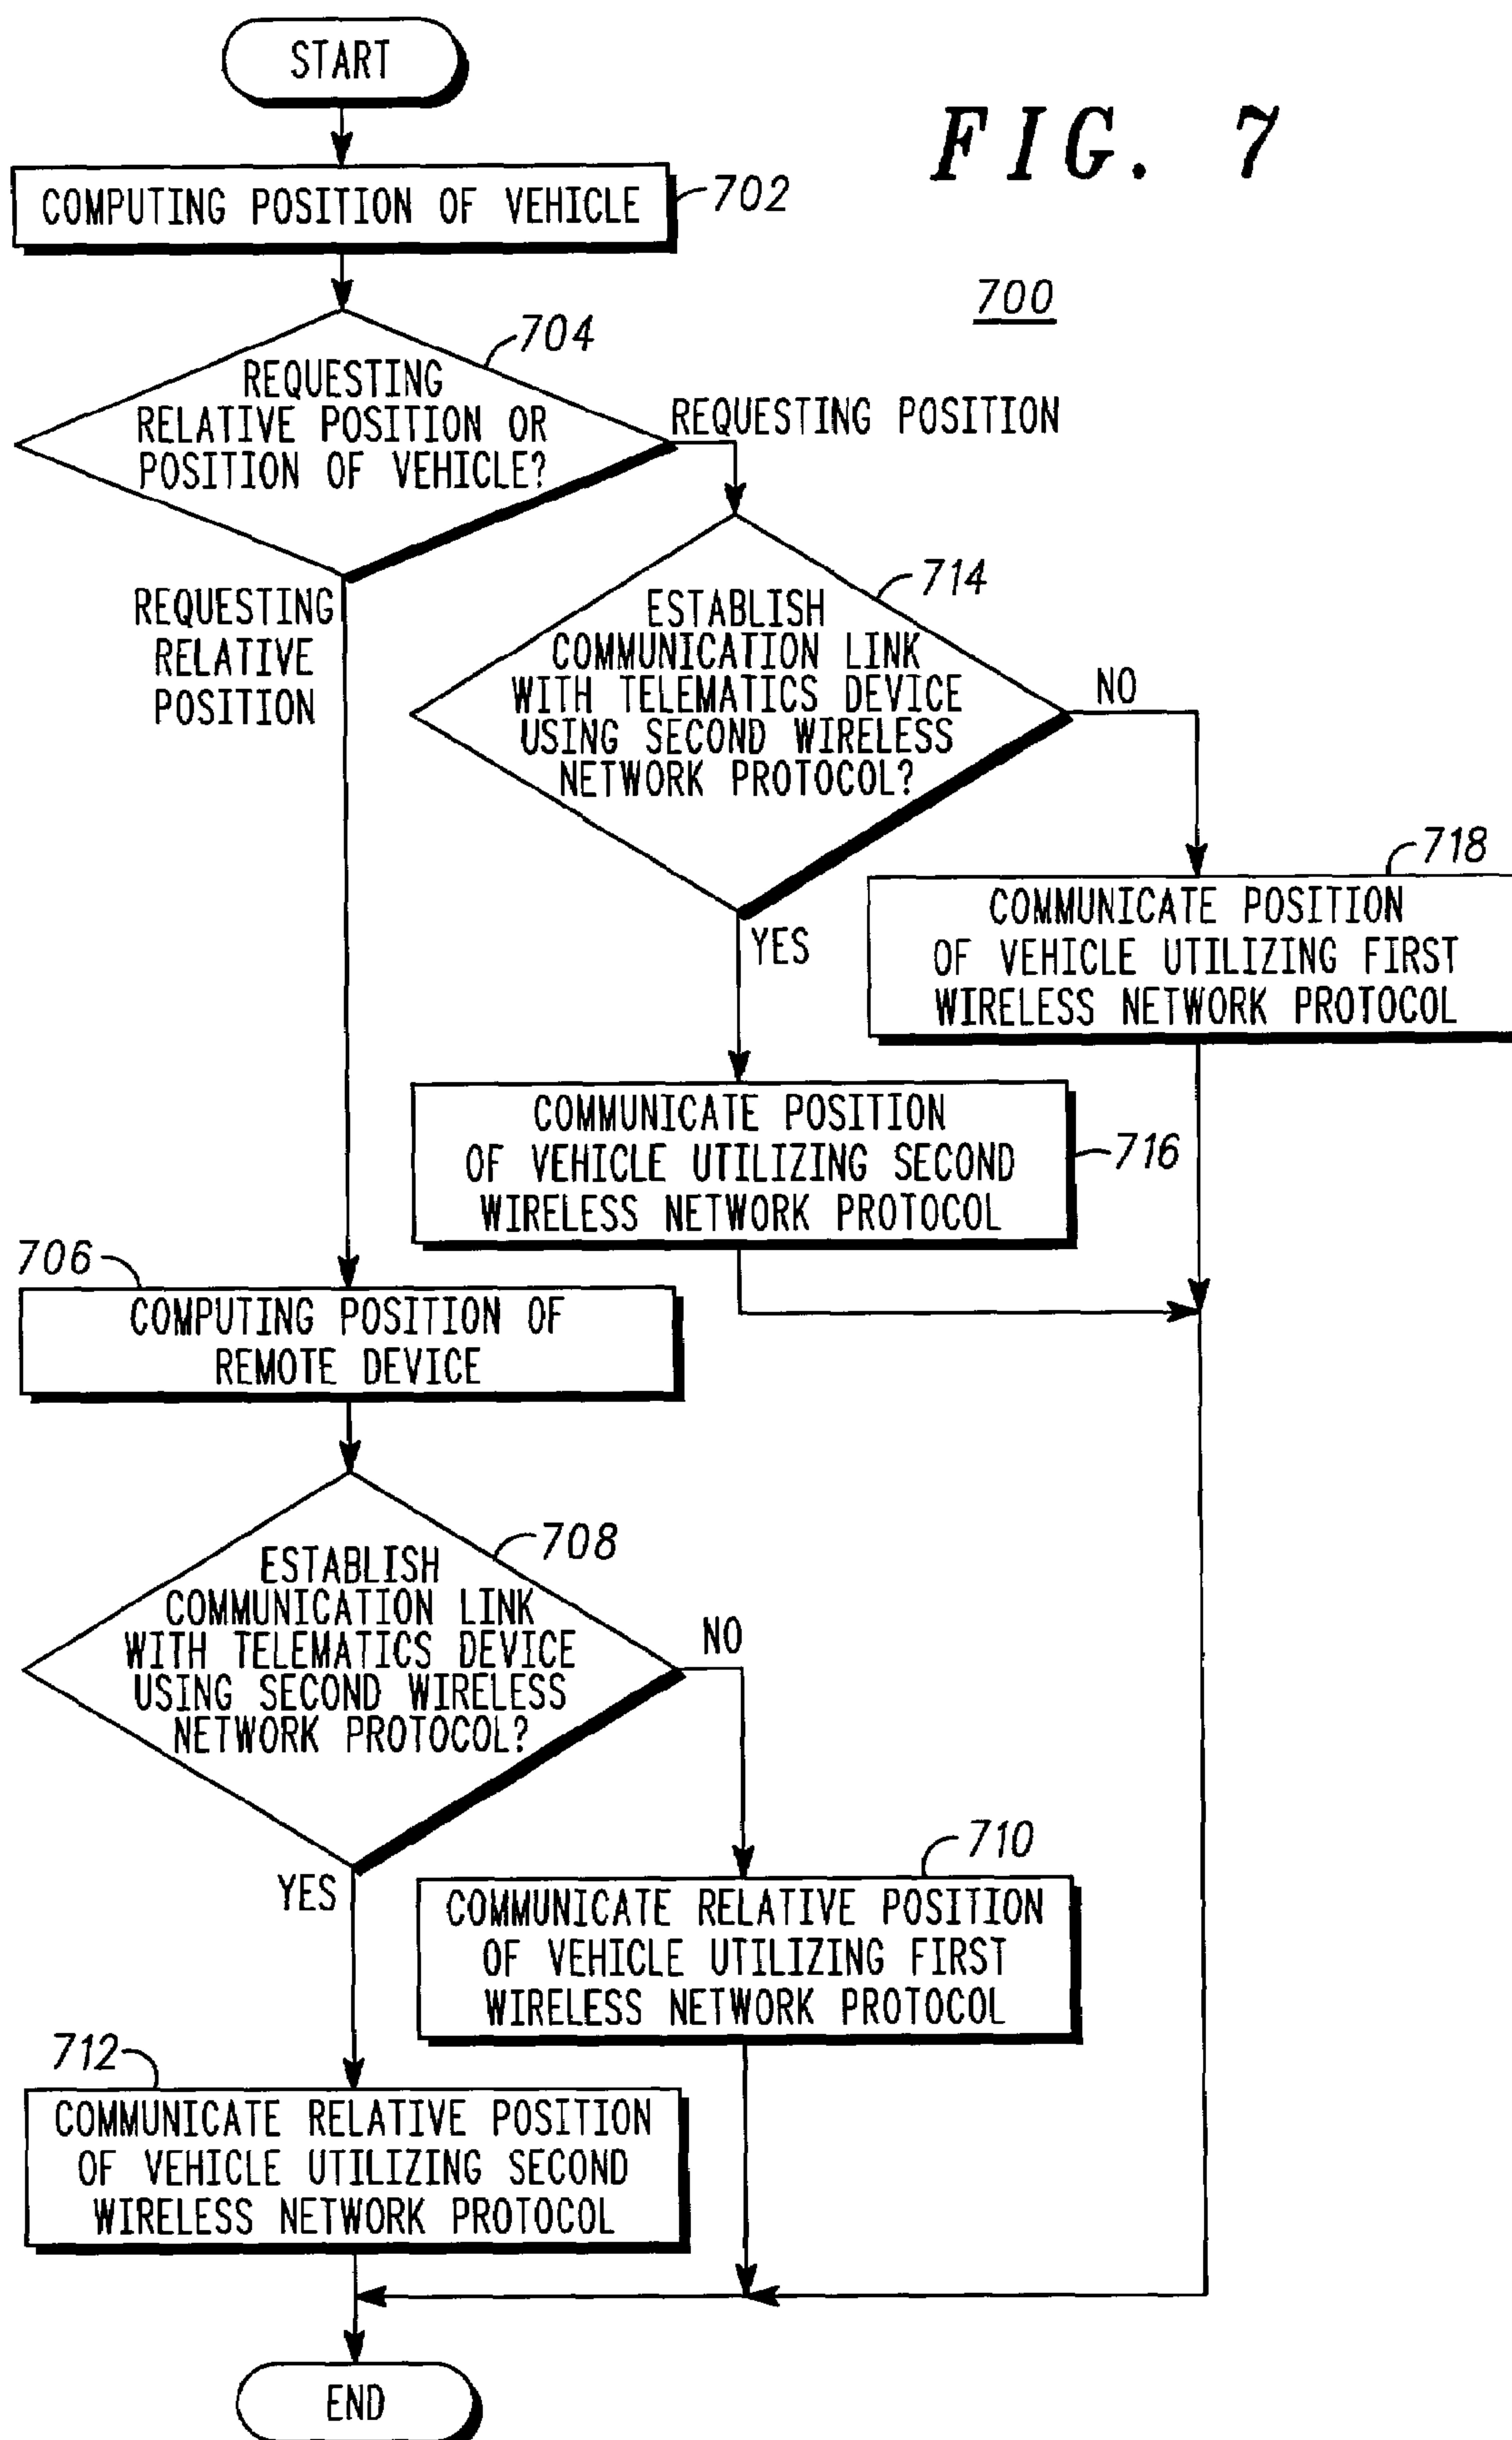 START
FIG. 7
COMPUTING POSITION OF VEHICLE
702
700
704
REQUESTING
RELATIVE POSITION OR
POSITION OF VEHICLE?
REQUESTING POSITION
REQUESTING
RELATIVE
POSITION
714
ESTABLISH
COMMUNICATION LINK
WITH TELEMATICS DEVICE
USING SECOND WIRELESS
NETWORK PROTOCOL?
NO
YES
718
COMMUNICATE POSITION
OF VEHICLE UTILIZING FIRST
WIRELESS NETWORK PROTOCOL
COMMUNICATE POSITION
OF VEHICLE UTILIZING SECOND
WIRELESS NETWORK PROTOCOL
716
706
COMPUTING POSITION OF
REMOTE DEVICE
708
ESTABLISH
COMMUNICATION LINK
WITH TELEMATICS DEVICE
USING SECOND WIRELESS
NETWORK PROTOCOL?
NO
YES
710
COMMUNICATE RELATIVE POSITION
OF VEHICLE UTILIZING FIRST
WIRELESS NETWORK PROTOCOL
712
COMMUNICATE RELATIVE POSITION
OF VEHICLE UTILIZING SECOND
WIRELESS NETWORK PROTOCOL
END